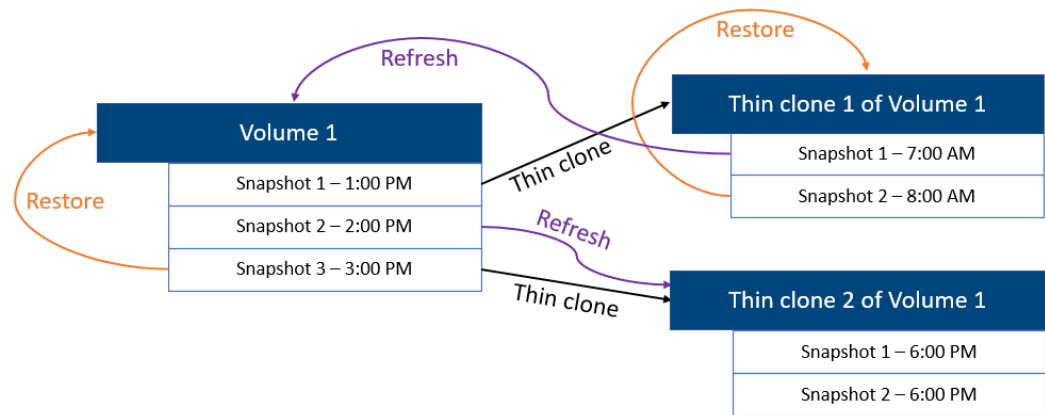 Restore
Refresh
Thin clone 1 of Volume 1
Volume 1
Thin clone
Snapshot 1 – 7:00 AM
Snapshot 1 – 1:00 PM
Snapshot 2 – 8:00 AM
Restore
Snapshot 2 – 2:00 PM
Refresh
Snapshot 3 – 3:00 PM
Thin clone
Thin clone 2 of Volume 1
Snapshot 1 – 6:00 PM
Snapshot 2 – 6:00 PM